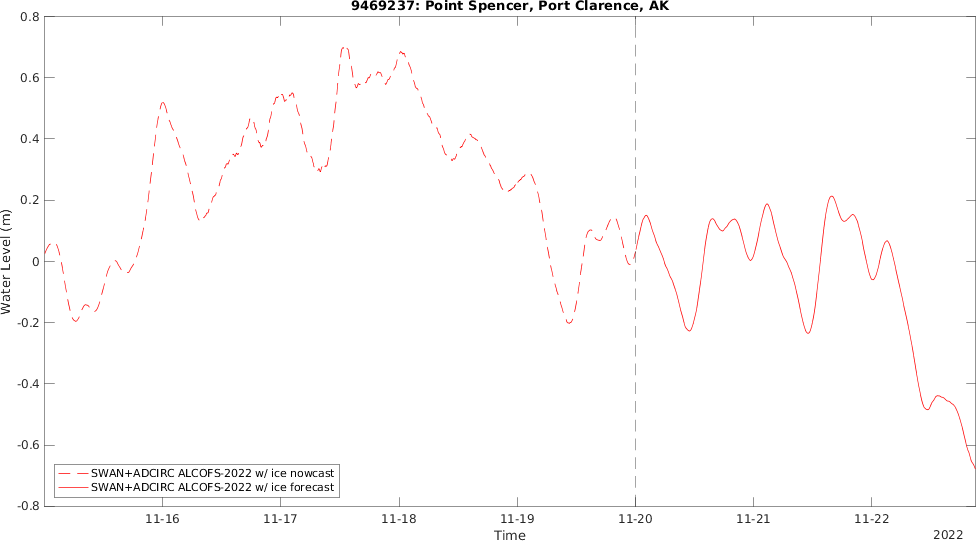 9469237: Point Spencer, Port Clarence, AK
0.8
0.6
0.4
0.2
0
-0.2
-0.4
-0.6
-0.8
Water Level (m)
SWAN+ADCIRC ALCOFS-2022 w/ ice nowcast
SWAN+ADCIRC ALCOFS-2022 w/ ice forecast
11-16 11-17 11-18 11-19 11-20 11-21 11-22
Time
2022